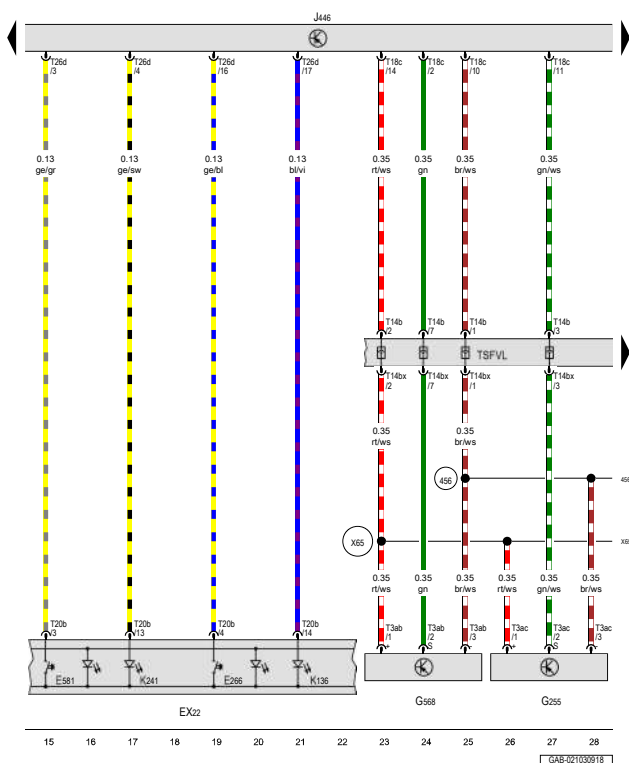 J446
T26d T26d T26d T26d T18c T18c T18c T18c
/3 /4 /16 /17 /14 /2 /10 /11
0.13 0.13 0.13 0.13 0.35 0.35 0.35 0.35
ge/gr ge/sw ge/bl bl/vi rt/ws gn br/ws gn/ws
T14b T14b T14b T14b
/2 /7 /1 /3
TSFVL
T14bx T14bx T14bx T14bx
/2 /7 /1 /3
0.35 0.35
rt/ws br/ws
456 456
X65 X65
0.35 0.35 0.35 0.35 0.35 0.35
rt/ws gn br/ws rt/ws gn/ws br/ws
T20b T20b T20b T20b T3ab T3ab T3ab T3ac T3ac T3ac
/3 /13 /4 /14 /1 /2 /3 /1 /2 /3
+ S - + S -
E581 K241 E266 K136
EX22 G568 G255
15 16 17 18 19 20 21 22 23 24 25 26 27 28
GAB-021030918